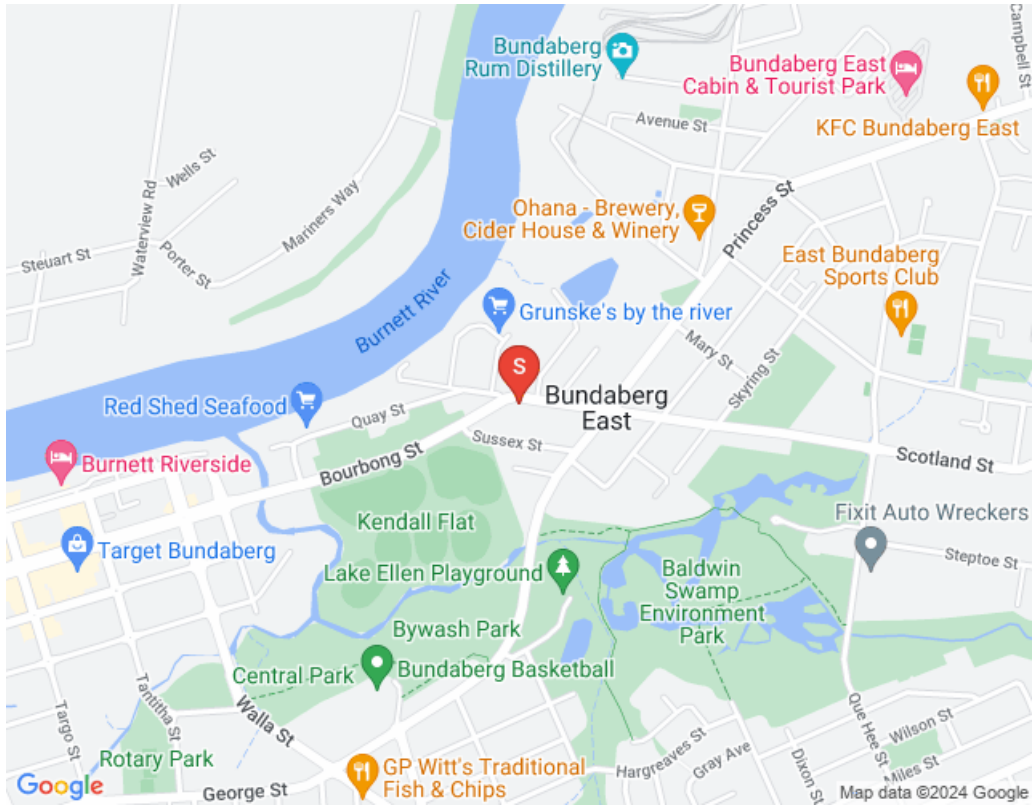 Bundaberg
Rum Distillery
Bundaberg East
Cabin & Tourist Park
Campbell St
KFC Bundaberg East
Avenue St
Wells St
Waterview Rd
Mariners Way
Porter St
Steuart St
Ohana - Brewery,
Cider House & Winery
Princess St
East Bundaberg
Sports Club
Burnett River
Grunske's by the river
Mary St
Skyring St
S
Bundaberg
East
Red Shed Seafood
Quay St
Sussex St
Bourbong St
Scotland St
Burnett Riverside
Kendall Flat
Fixit Auto Wreckers
Target Bundaberg
Steptoe St
Lake Ellen Playground
Baldwin
Swamp
Environment
Park
Bywash Park
Central Park
Bundaberg Basketball
Targo St
Tantitha St
Walla St
Rotary Park
Hargreaves St
Gray Ave
Dixon St
Que Hee St
Wilson St
Miles St
GP Witt's Traditional
Fish & Chips
George St
Google
Map data ©2024 Google